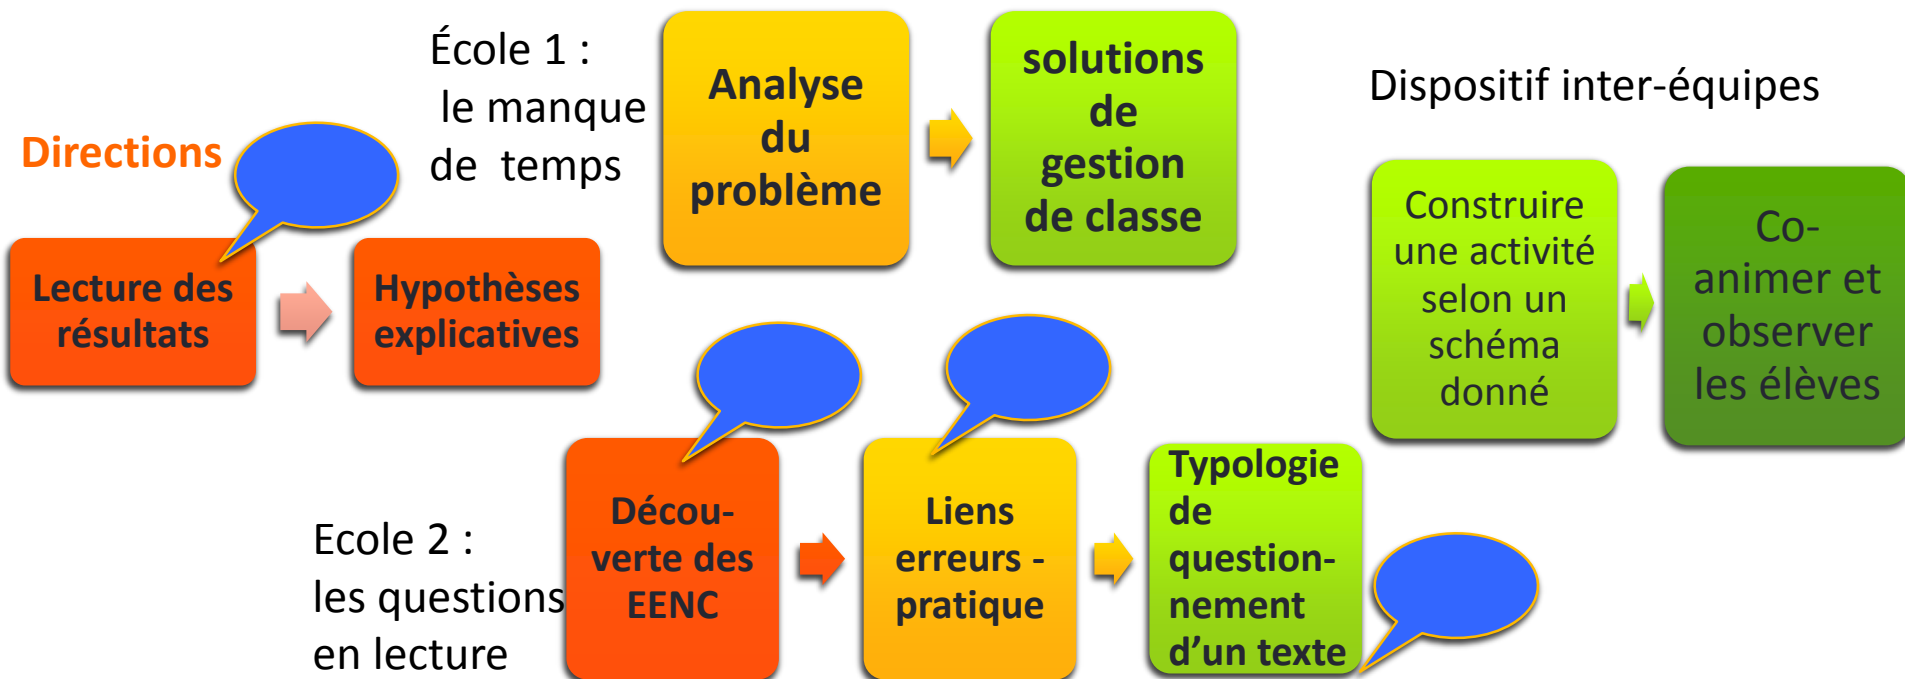 Directions
Lecture des
résultats
Hypothèses
explicatives
École 1 :
le manque
de temps
Analyse
du
problème
solutions
de
gestion
de classe
Dispositif inter-équipes
Construire
une activité
selon un
schéma
donné
Co-
animer et
observer
les élèves
Ecole 2 :
les questions
en lecture
Décou-
verte des
EENC
Liens
erreurs -
pratique
Typologie
de
question-
nement
d’un texte